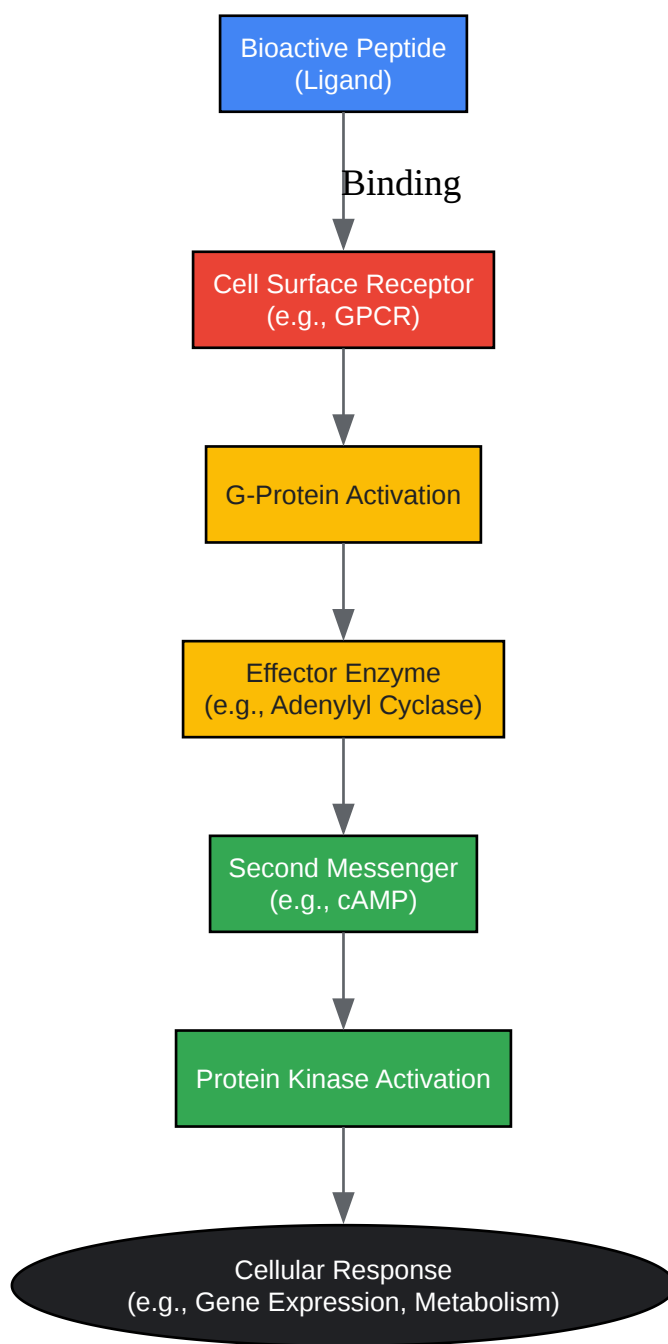 Bioactive Peptide
(Ligand)
Binding
Cell Surface Receptor
(e.g., GPCR)
G-Protein Activation
Effector Enzyme
(e.g., Adenylyl Cyclase)
Second Messenger
(e.g., cAMP)
Protein Kinase Activation
Cellular Response
(e.g., Gene Expression, Metabolism)